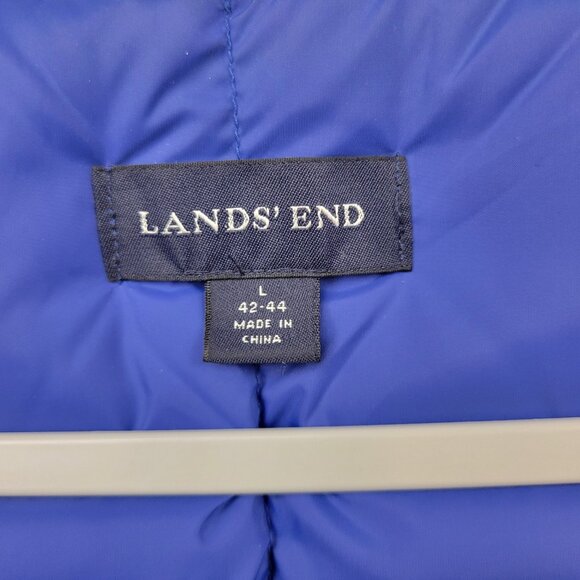 LANDS' END
L
42-44
MADE IN
CHINA